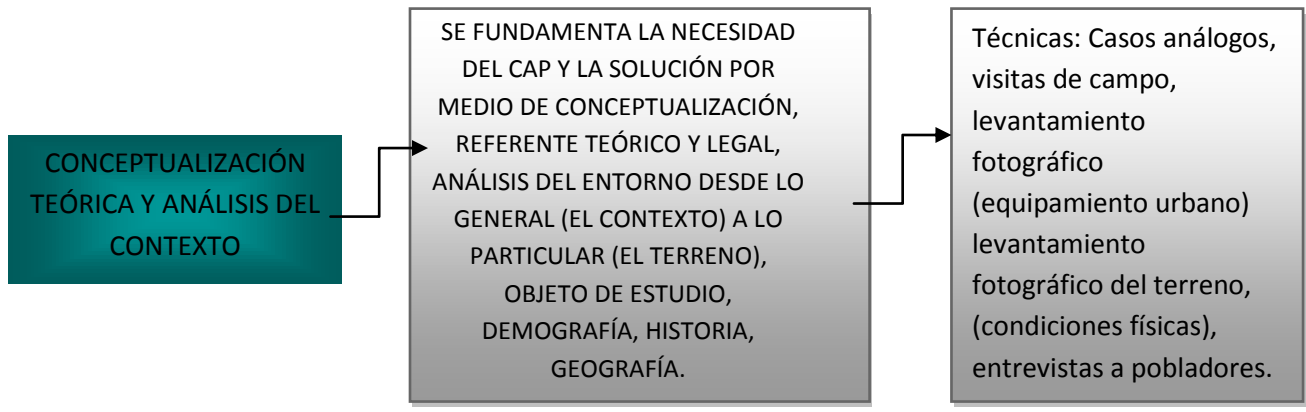 CONCEPTUALIZACIÓN
TEÓRICA Y ANÁLISIS DEL
CONTEXTO
SE FUNDAMENTA LA NECESIDAD
DEL CAP Y LA SOLUCIÓN POR
MEDIO DE CONCEPTUALIZACIÓN,
REFERENTE TEÓRICO Y LEGAL,
ANÁLISIS DEL ENTORNO DESDE LO
GENERAL (EL CONTEXTO) A LO
PARTICULAR (EL TERRENO),
OBJETO DE ESTUDIO,
DEMOGRAFÍA, HISTORIA,
GEOGRAFÍA.
Técnicas: Casos análogos,
visitas de campo,
levantamiento
fotográfico
(equipamiento urbano)
levantamiento
fotográfico del terreno,
(condiciones físicas),
entrevistas a pobladores.